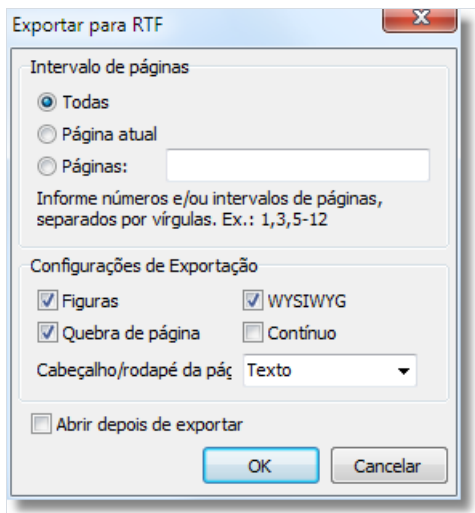 Exportar para RTF
Intervalo de páginas
Todas
Página atual
Páginas:
Informe números e/ou intervalos de páginas,
separados por vírgulas. Ex.: 1,3,5-12
Configurações de Exportação
Figuras WYSIWYG
Quebra de página Contínuo
Cabeçalho/rodapé da pág Texto
Abrir depois de exportar
OK Cancelar